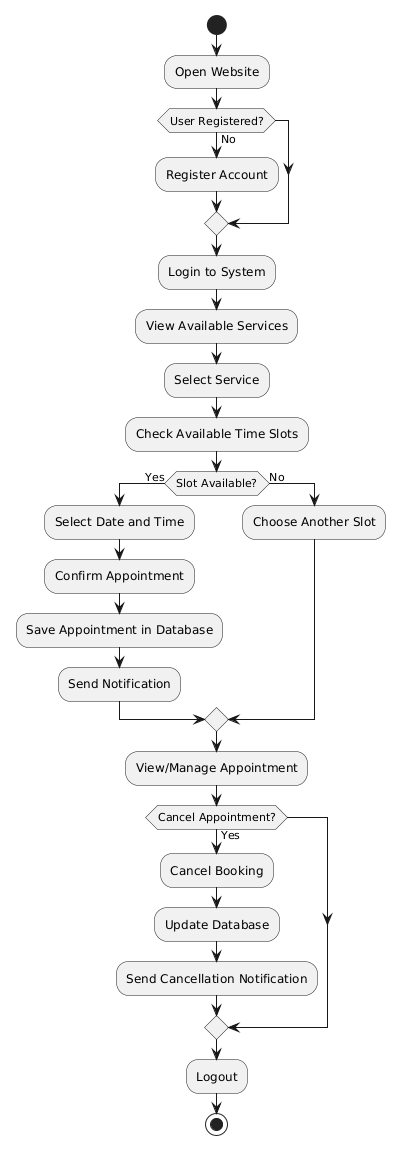 Open Website
User Registered?
No
Register Account
Login to System
View Available Services
Select Service
Check Available Time Slots
Yes
Slot Available?
No
Select Date and Time
Choose Another Slot
Confirm Appointment
Save Appointment in Database
Send Notification
View/Manage Appointment
Cancel Appointment?
Yes
Cancel Booking
Update Database
Send Cancellation Notification
Logout